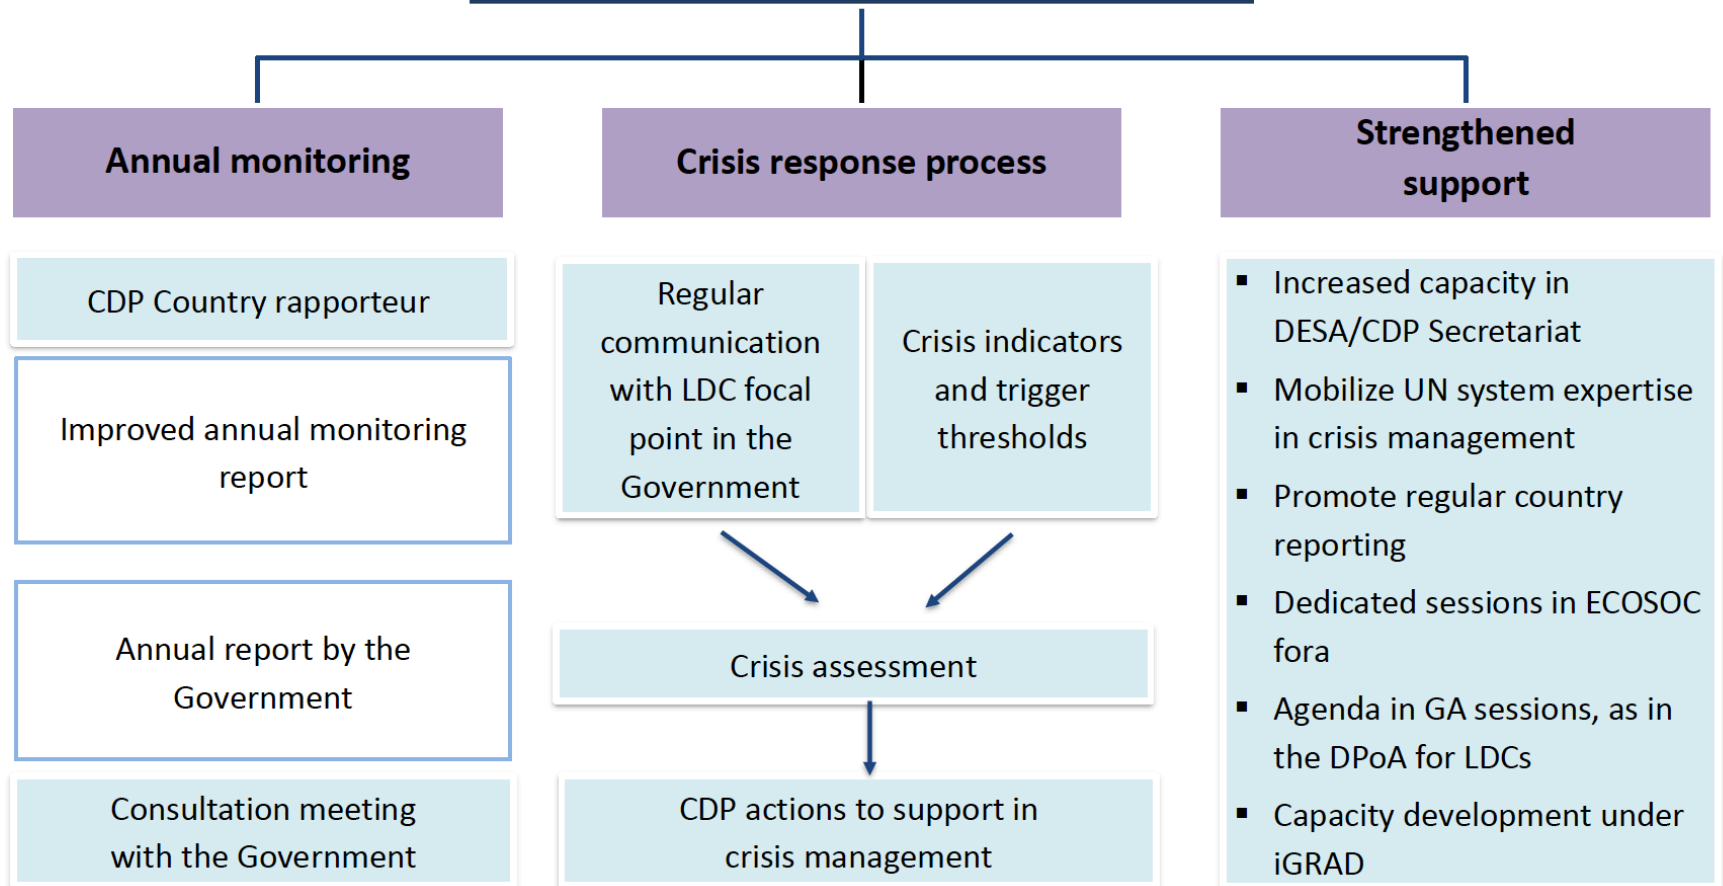 Annual monitoring
CDP Country rapporteur
Improved annual monitoring
report
Annual report by the
Government
Consultation meeting
with the Government
Crisis response process
Regular
communication
with LDC focal
point in the
Government
Crisis indicators
and trigger
thresholds
Crisis assessment
CDP actions to support in
crisis management
Strengthened
support
▪ Increased capacity in
DESA/CDP Secretariat
▪ Mobilize UN system expertise
in crisis management
▪ Promote regular country
reporting
▪ Dedicated sessions in ECOSOC
fora
▪ Agenda in GA sessions, as in
the DPoA for LDCs
▪ Capacity development under
iGRAD